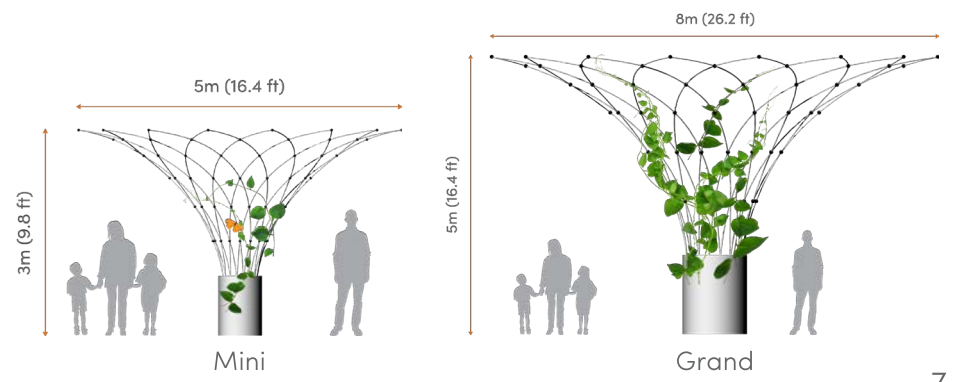 8m (26.2 ft)
5m (16.4 ft)
3m (9.8 ft)
5m (16.4 ft)
Mini
Grand
7